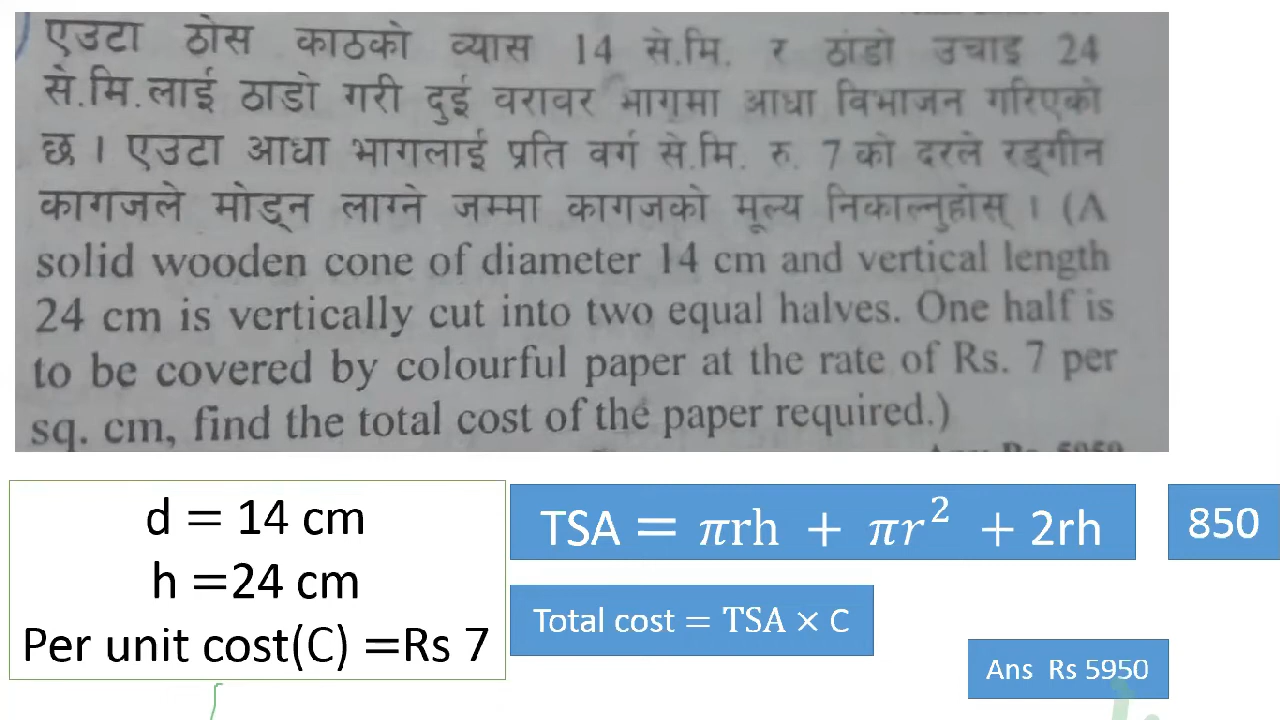 एउटा ठोस काठको व्यास 14 से.मि. र ठाडो उचाइ 24
से.मि.लाई ठाडो गरी दुई वरावर भागमा आधा विभाजन गरिएको
छ । एउटा आधा भागलाई प्रति वर्ग से.मि. रु. 7 को दरले रङ्गीन
कागजले मोड्न लाग्ने जम्मा कागजको मूल्य निकाल्नुहोस् । (A
solid wooden cone of diameter 14 cm and vertical length
24 cm is vertically cut into two equal halves. One half is
to be covered by colourful paper at the rate of Rs. 7 per
sq. cm, find the total cost of the paper required.)
d = 14 cm
h =24 cm
Per unit cost(C) =Rs 7
TSA = πrh + πr² + 2rh
850
Total cost = TSA × C
Ans Rs 5950